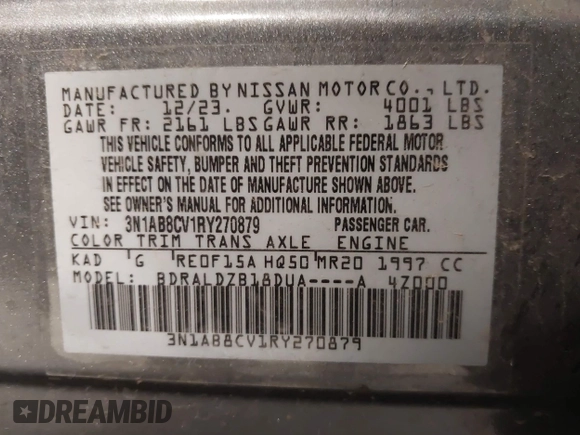 MANUFACTURED BY NISSAN MOTOR CO., LTD.
DATE: 12/23. GVWR: 4001 LBS
GAWR FR: 2161 LBS GAWR RR: 1863 LBS
THIS VEHICLE CONFORMS TO ALL APPLICABLE FEDERAL MOTOR
VEHICLE SAFETY, BUMPER AND THEFT PREVENTION STANDARDS
IN EFFECT ON THE DATE OF MANUFACTURE SHOWN ABOVE.
SEE OWNER'S MANUAL FOR ADDITIONAL INFORMATION.
VIN: 3N1AB8CV1RY270879 PASSENGER CAR.
COLOR TRIM TRANS AXLE ENGINE
KAD G RE0F15A HQ50 MR20 1997 CC
MODEL: BDRALDZB18DUA----A 4Z000
3N1AB8CV1RY270879
DREAMBID